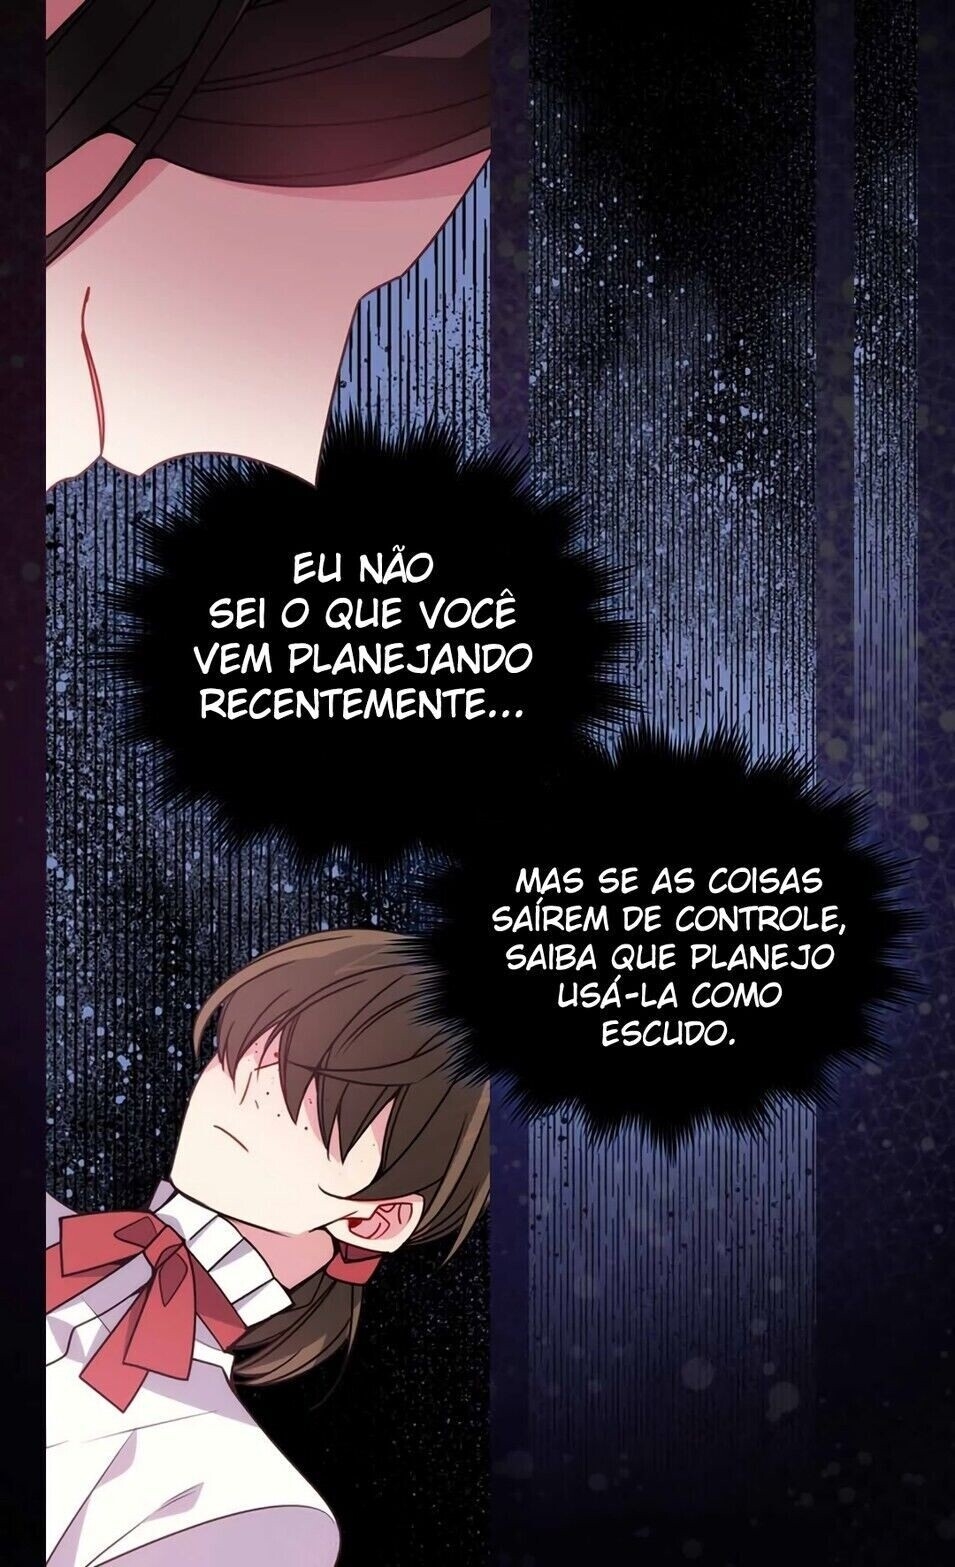 EU NÃO
SEI O QUE VOCÊ
VEM PLANEJANDO
RECENTEMENTE...
MAS SE AS COISAS
SAÍREM DE CONTROLE,
SAIBA QUE PLANEJO
USÁ-LA COMO
ESCUDO.